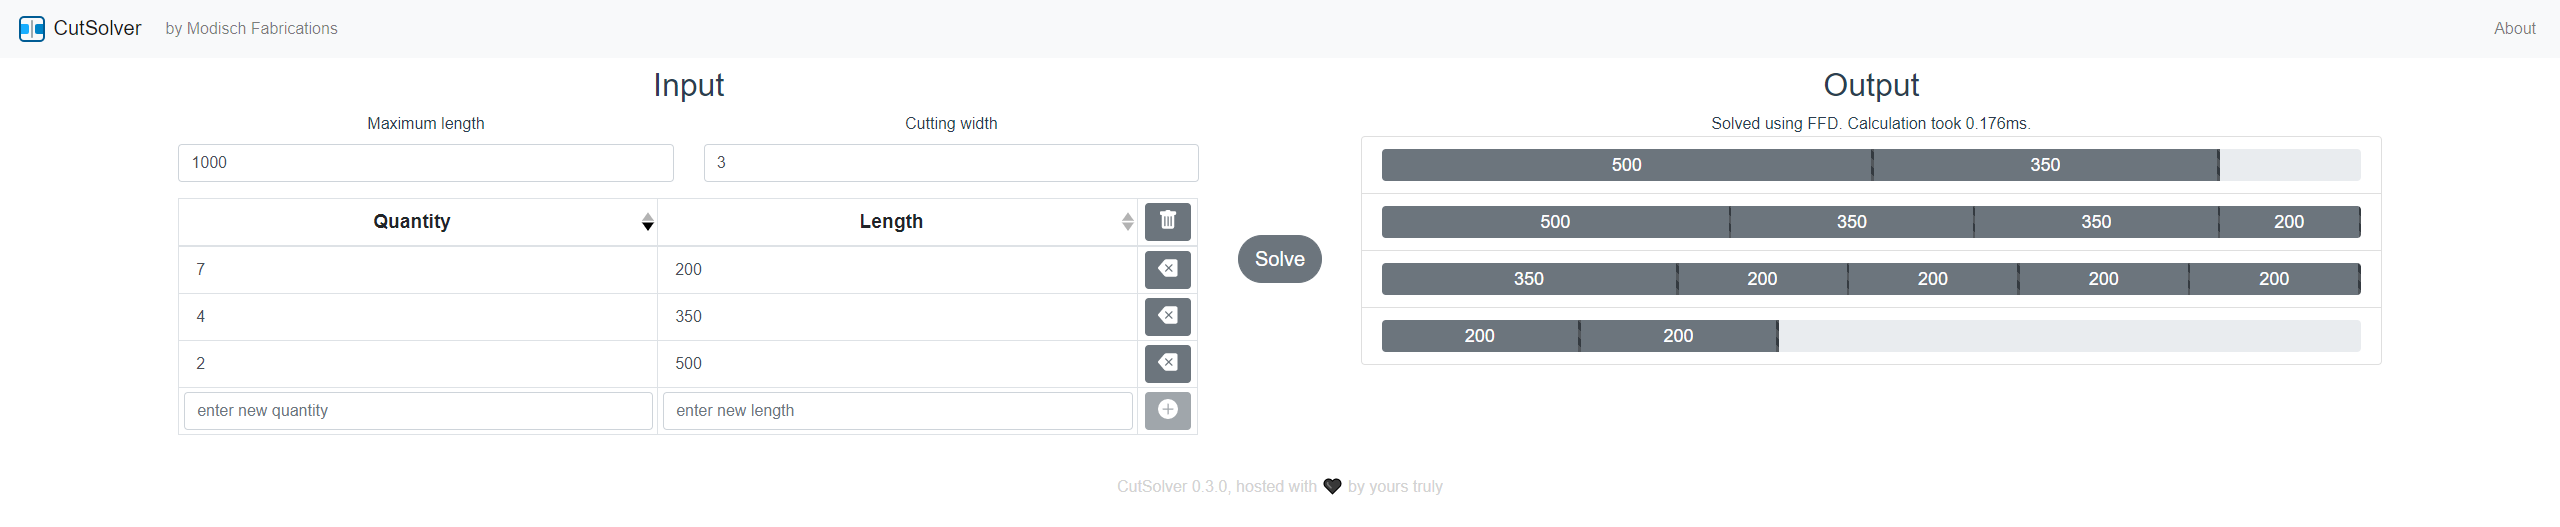 CutSolver by Modisch Fabrications About
Input
Maximum length Cutting width
1000 3
Quantity Length
7 200
4 350
2 500
enter new quantity enter new length
Solve
Output
Solved using FFD. Calculation took 0.176ms.
500 350
500 350 350 200
350 200 200 200 200
200 200
CutSolver 0.3.0, hosted with 🖤 by yours truly